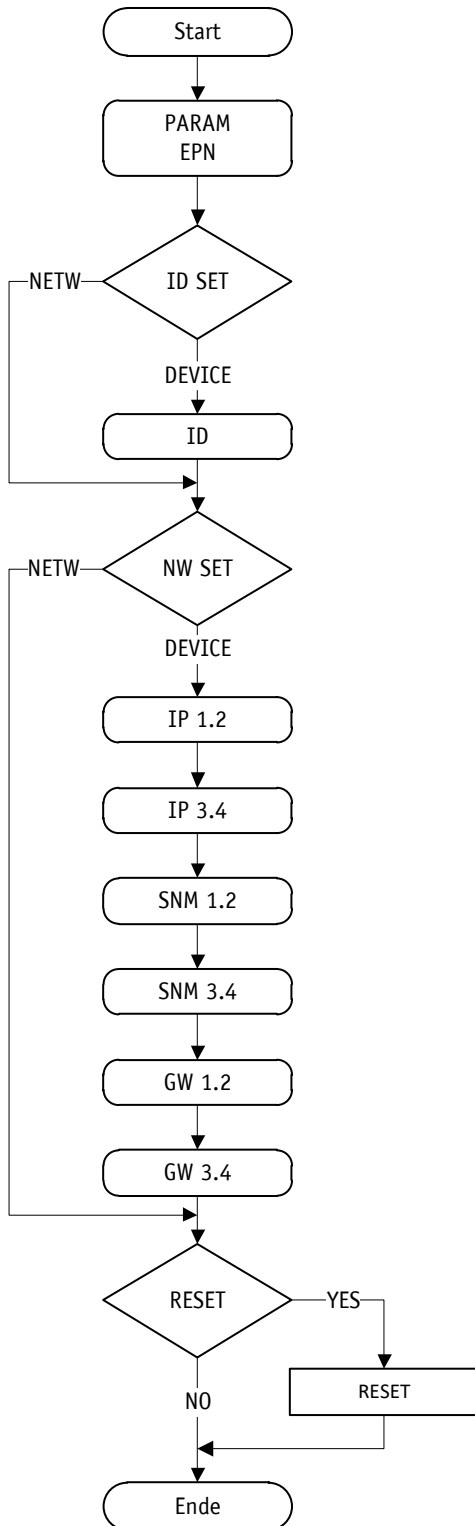 Start
PARAM
EPN
NETW
ID SET
DEVICE
ID
NETW
NW SET
DEVICE
IP 1.2
IP 3.4
SNM 1.2
SNM 3.4
GW 1.2
GW 3.4
RESET
YES
RESET
NO
Ende